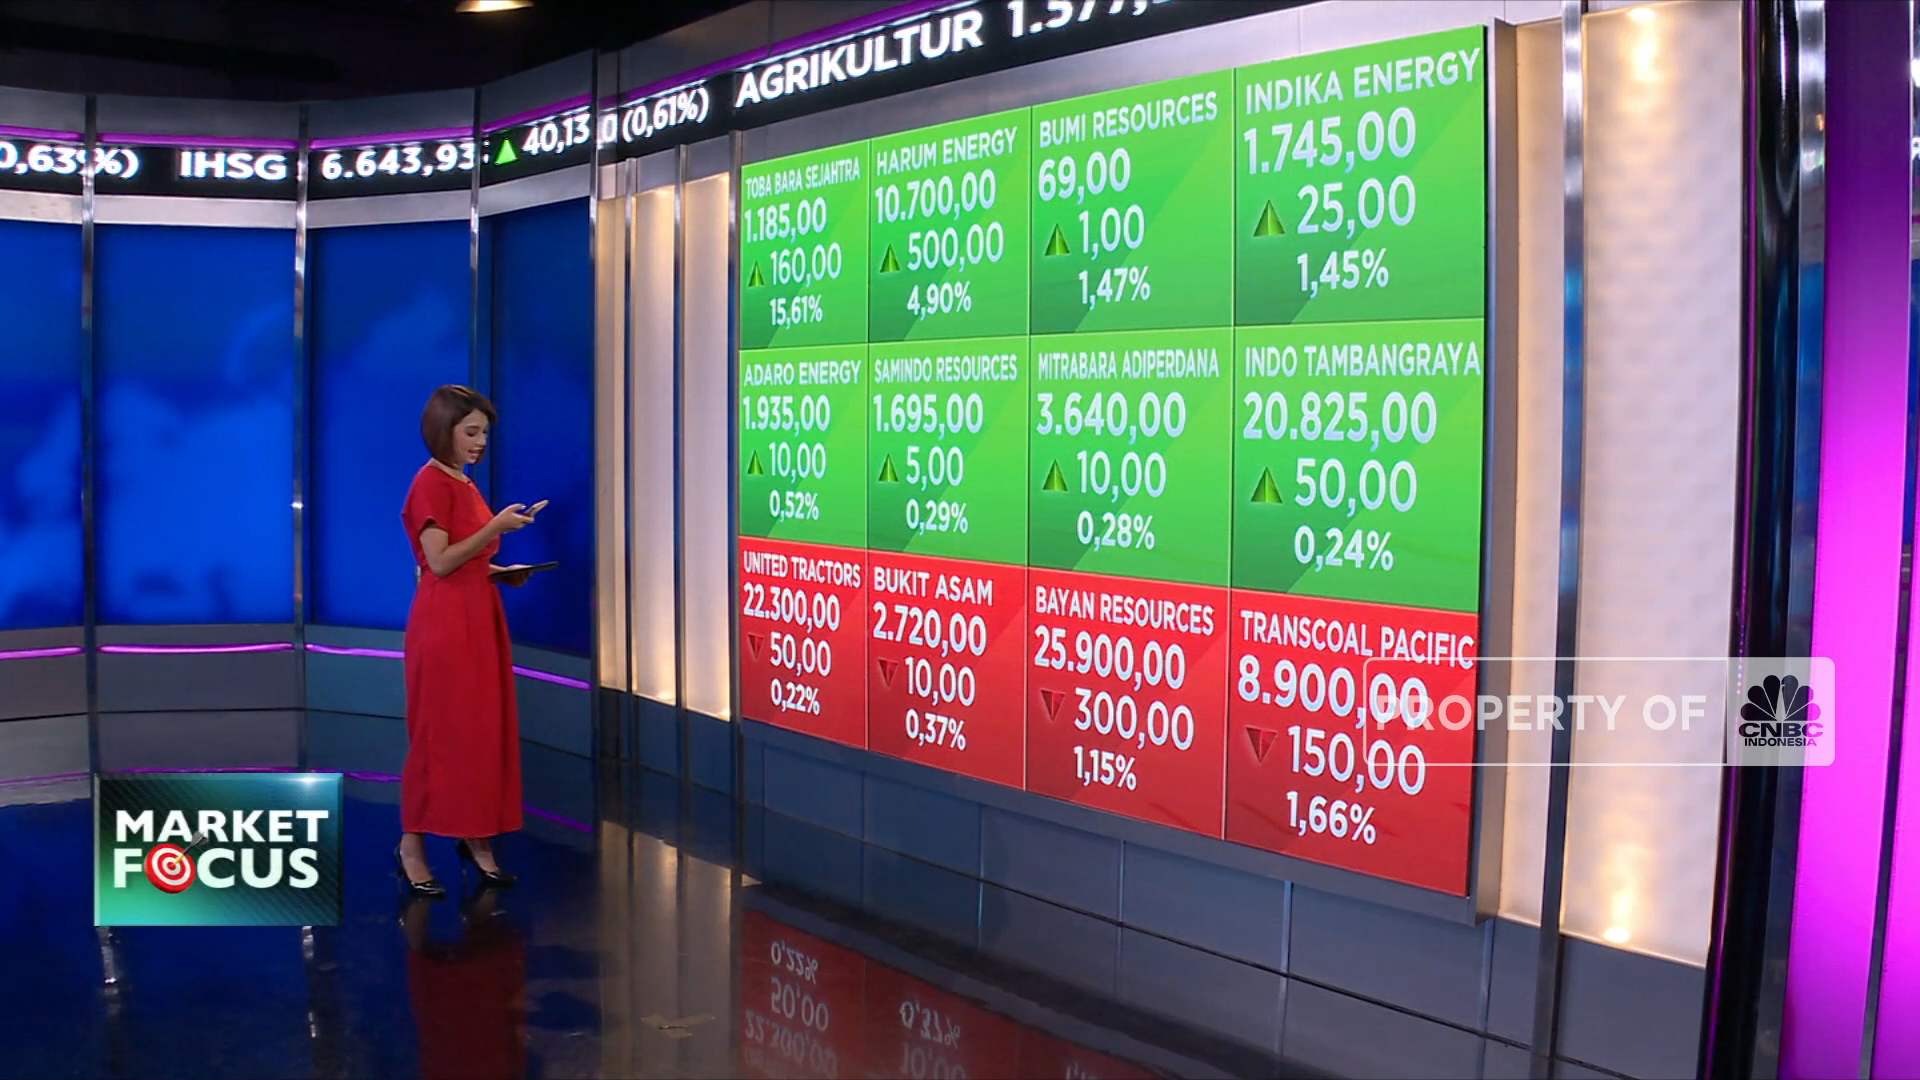 0,63%) IHSG 6.643,93 ▲ 40,13 0 (0,61%) AGRIKULTUR 1.577,
TOBA BARA SEJAHTRA
1.185,00
▲ 160,00
15,61%
HARUM ENERGY
10.700,00
▲ 500,00
4,90%
BUMI RESOURCES
69,00
▲ 1,00
1,47%
INDIKA ENERGY
1.745,00
▲ 25,00
1,45%
ADARO ENERGY
1.935,00
▲ 10,00
0,52%
SAMINDO RESOURCES
1.695,00
▲ 5,00
0,29%
MITRABARA ADIPERDANA
3.640,00
▲ 10,00
0,28%
INDO TAMBANGRAYA
20.825,00
▲ 50,00
0,24%
UNITED TRACTORS
22.300,00
▼ 50,00
0,22%
BUKIT ASAM
2.720,00
▼ 10,00
0,37%
BAYAN RESOURCES
25.900,00
▼ 300,00
1,15%
TRANSCOAL PACIFIC
8.900,00
▼ 150,00
1,66%
PROPERTY OF
CNBC
INDONESIA
MARKET
FOCUS